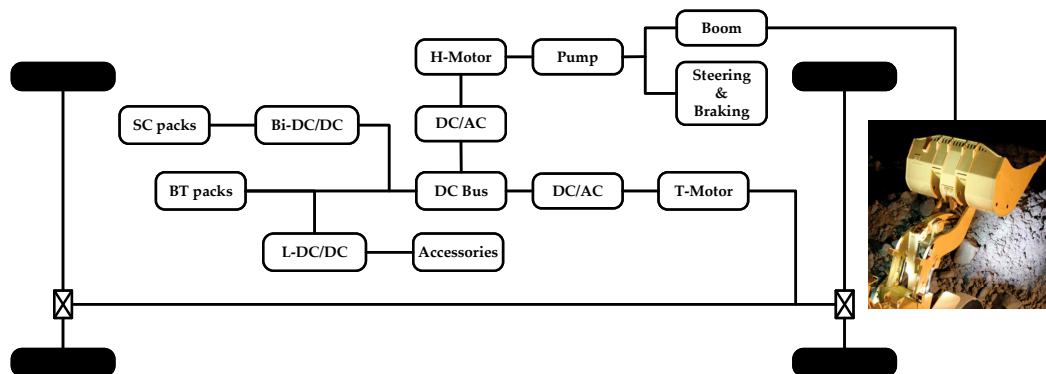 Boom
H-Motor
Pump
Steering
&
Braking
SC packs
Bi-DC/DC
DC/AC
BT packs
DC Bus
DC/AC
T-Motor
L-DC/DC
Accessories